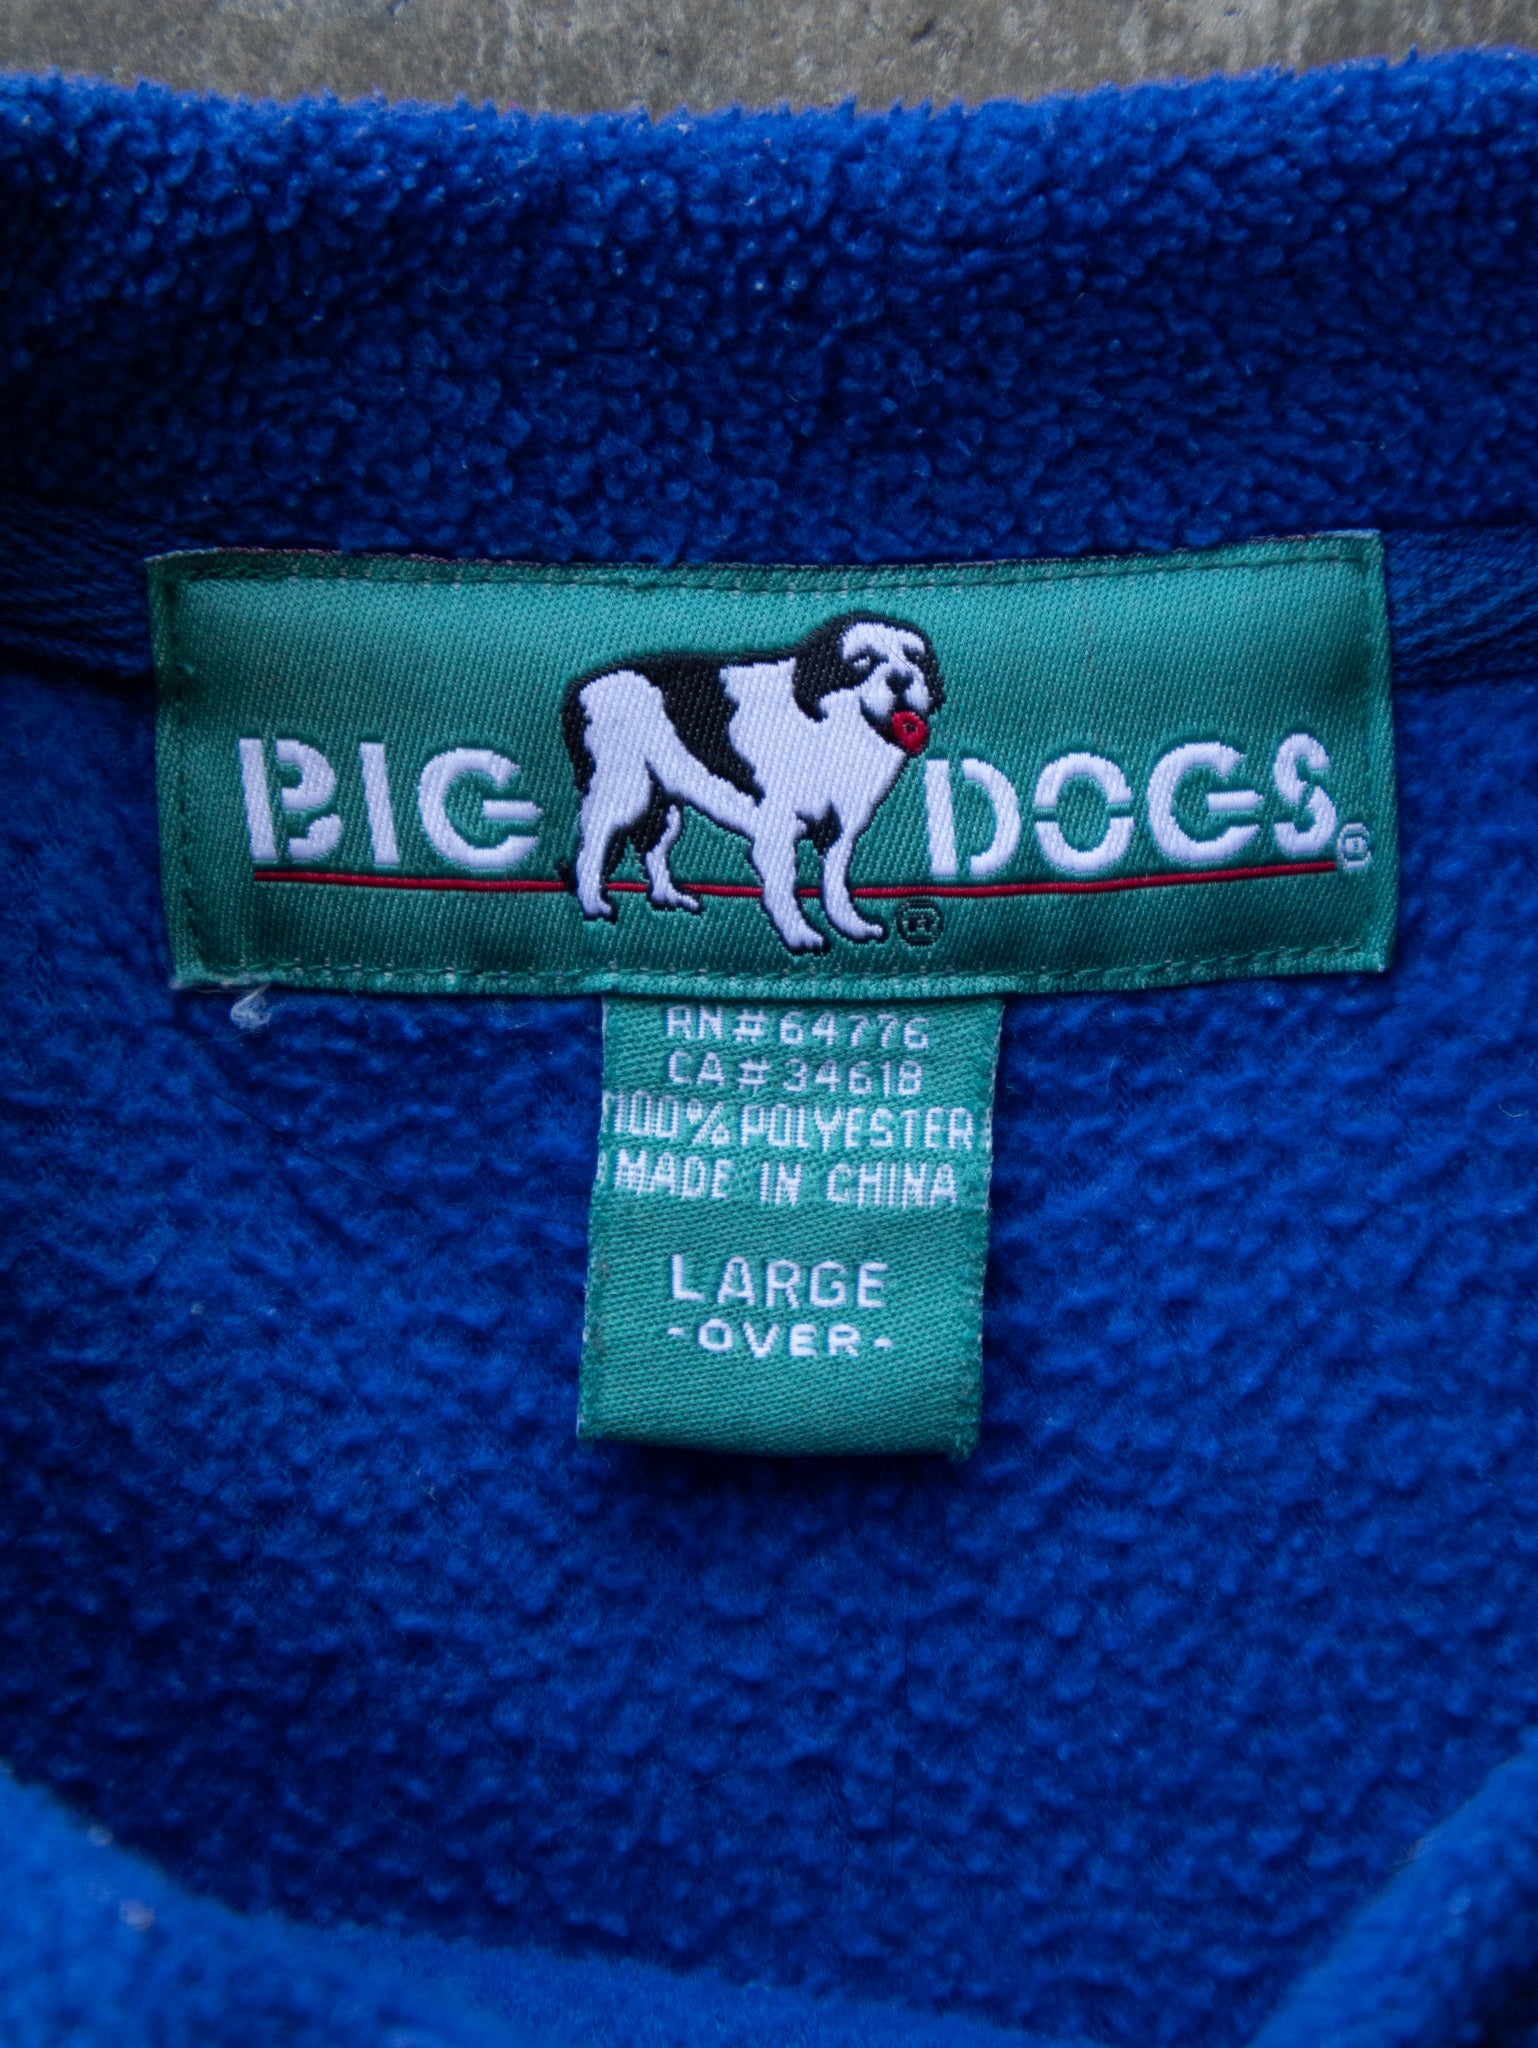 BIG DOGS®
®
RN#64776
CA#34618
100% POLYESTER
MADE IN CHINA
LARGE
-OVER-